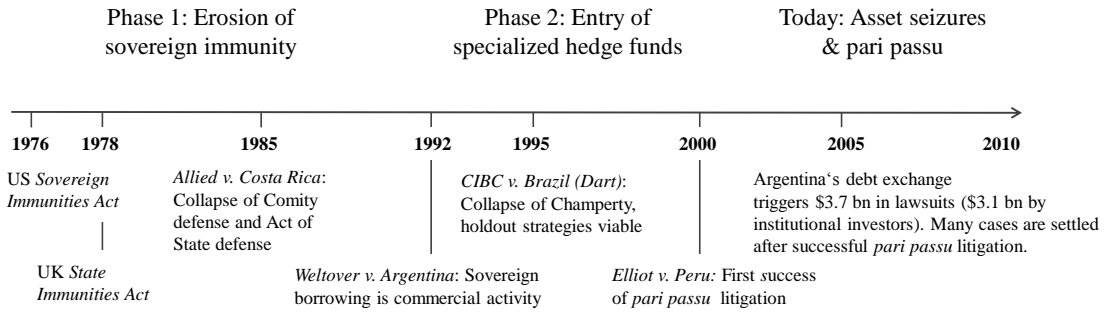 Phase 1: Erosion of
sovereign immunity
Phase 2: Entry of
specialized hedge funds
Today: Asset seizures
& pari passu
1976
1978
1985
1992
1995
2000
2005
2010
US Sovereign
Immunities Act
UK State
Immunities Act
Allied v. Costa Rica:
Collapse of Comity
defense and Act of
State defense
Weltover v. Argentina: Sovereign
borrowing is commercial activity
CIBC v. Brazil (Dart):
Collapse of Champerty,
holdout strategies viable
Elliot v. Peru: First success
of pari passu litigation
Argentina‘s debt exchange
triggers $3.7 bn in lawsuits ($3.1 bn by
institutional investors). Many cases are settled
after successful pari passu litigation.